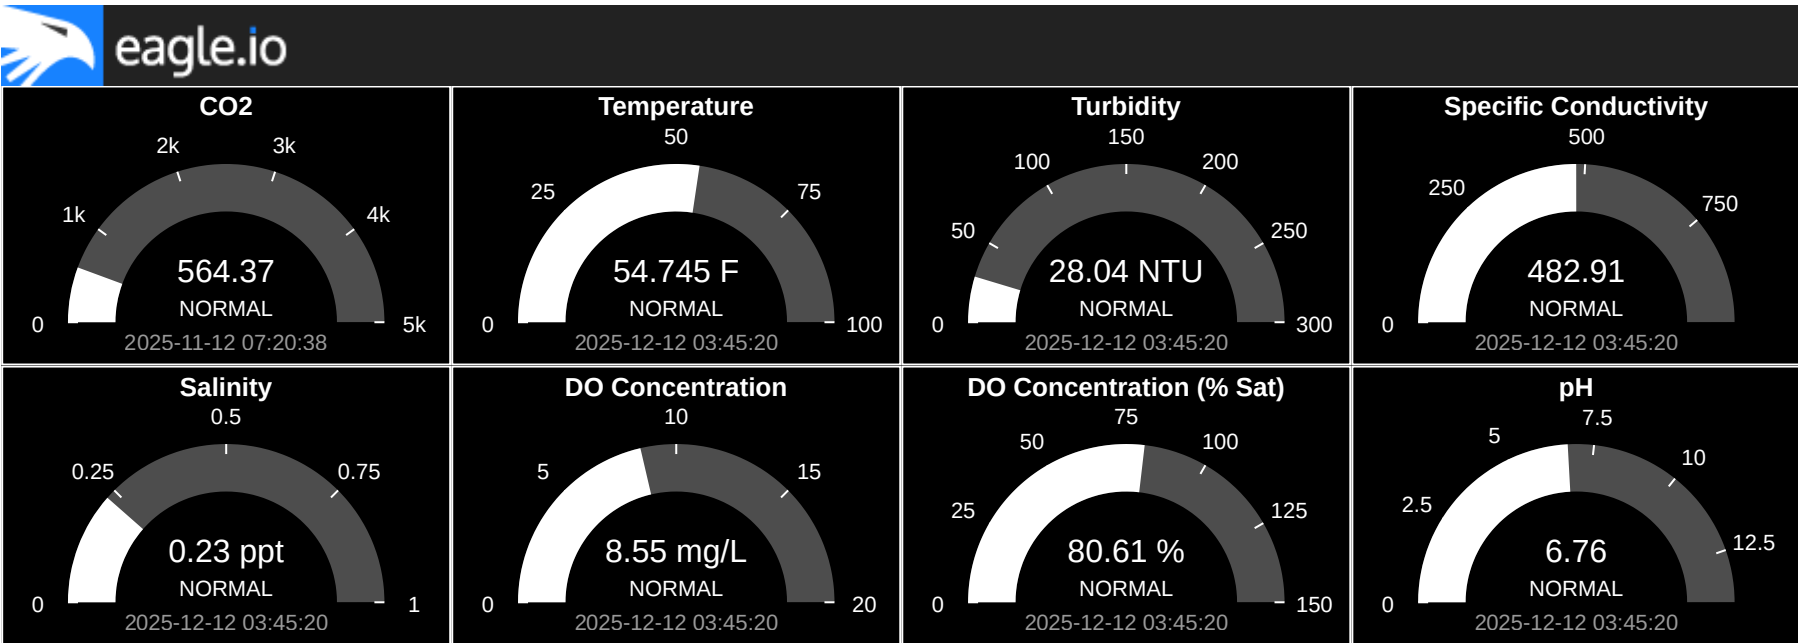 eagle.io
CO2
2k 3k
1k 4k
564.37
NORMAL
0 5k
2025-11-12 07:20:38
Temperature
50
25 75
54.745 F
NORMAL
0 100
2025-12-12 03:45:20
Turbidity
150
100 200
50 250
28.04 NTU
NORMAL
0 300
2025-12-12 03:45:20
Specific Conductivity
500
250 750
482.91
NORMAL
0
2025-12-12 03:45:20
Salinity
0.5
0.25 0.75
0.23 ppt
NORMAL
0 1
2025-12-12 03:45:20
DO Concentration
10
5 15
8.55 mg/L
NORMAL
0 20
2025-12-12 03:45:20
DO Concentration (% Sat)
75
50 100
25 125
80.61 %
NORMAL
0 150
2025-12-12 03:45:20
pH
7.5
5 10
2.5 12.5
6.76
NORMAL
0
2025-12-12 03:45:20